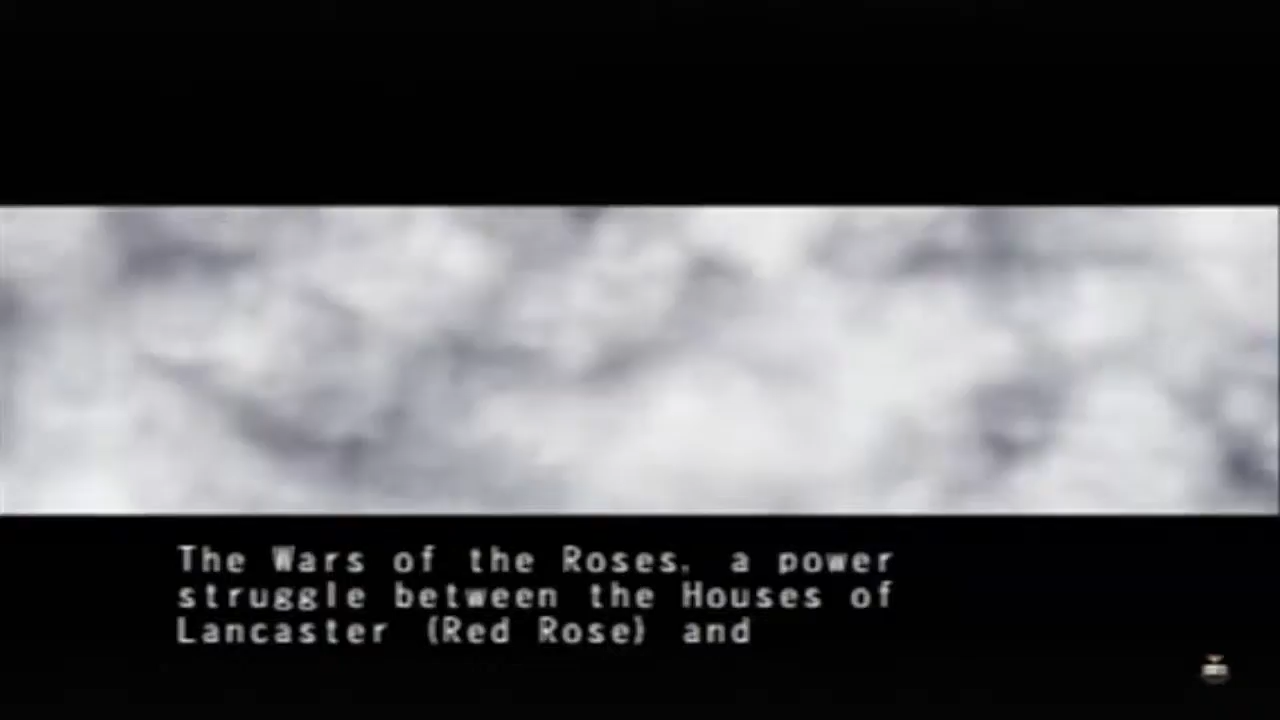 The Wars of the Roses, a power
struggle between the Houses of
Lancaster (Red Rose) and